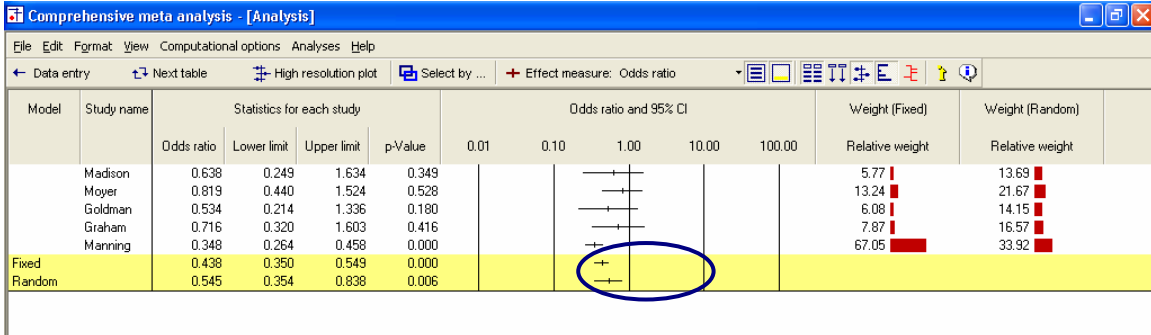 Comprehensive meta analysis - [Analysis]
File Edit Format View Computational options Analyses Help
Data entry Next table High resolution plot Select by ... Effect measure: Odds ratio
Model Study name Statistics for each study Odds ratio and 95% CI Weight (Fixed) Weight (Random)
Odds ratio Lower limit Upper limit p-Value 0.01 0.10 1.00 10.00 100.00 Relative weight Relative weight
Madison 0.638 0.249 1.634 0.349 5.77 13.69
Moyer 0.819 0.440 1.524 0.528 13.24 21.67
Goldman 0.534 0.214 1.336 0.180 6.08 14.15
Graham 0.716 0.320 1.603 0.416 7.87 16.57
Manning 0.348 0.264 0.458 0.000 67.05 33.92
Fixed 0.438 0.350 0.549 0.000
Random 0.545 0.354 0.838 0.006